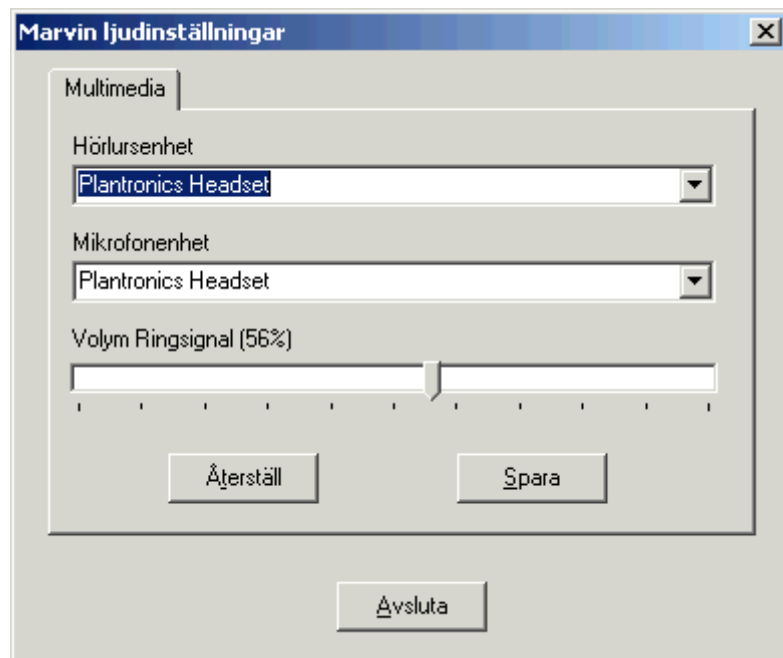 Marvin ljudinställningar
Multimedia
Hörlursenhet
Plantronics Headset
Mikrofonenhet
Plantronics Headset
Volym Ringsignal (56%)
Återställ
Spara
Avsluta